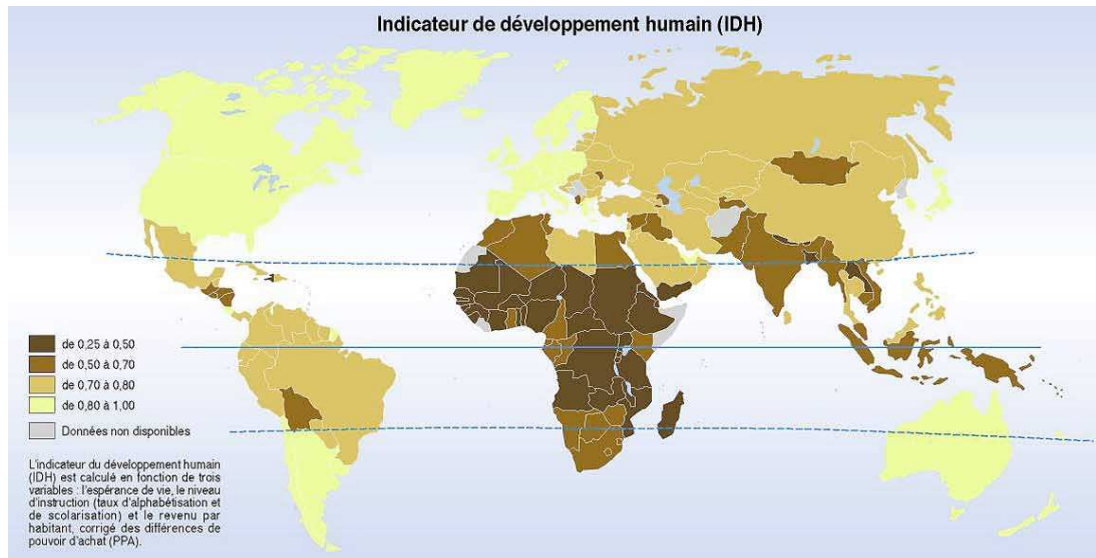 Indicateur de développement humain (IDH)
de 0,25 à 0,50
de 0,50 à 0,70
de 0,70 à 0,80
de 0,80 à 1,00
Données non disponibles
L'indicateur du développement humain
(IDH) est calculé en fonction de trois
variables : l'espérance de vie, le niveau
d'instruction (taux d'alphabétisation et
de scolarisation) et le revenu par
habitant, corrigé des différences de
pouvoir d'achat (PPA).